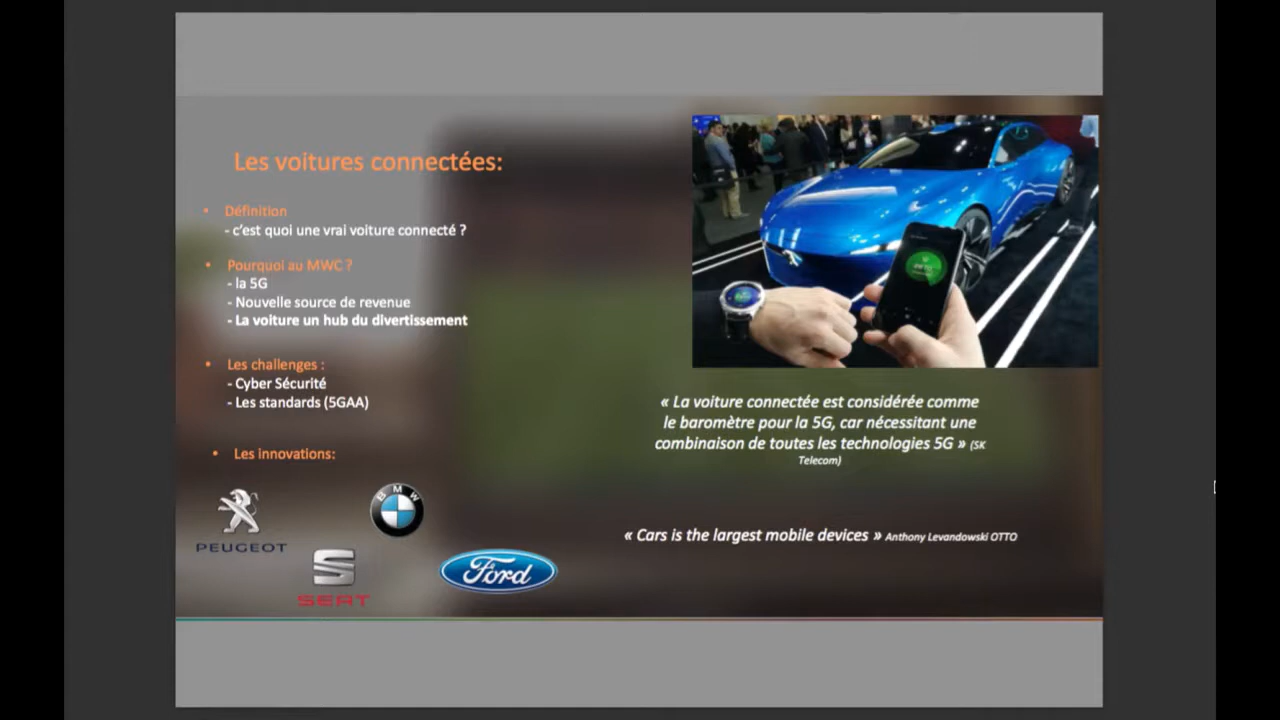 Les voitures connectées:
• Définition
- c'est quoi une vrai voiture connecté ?
• Pourquoi au MWC ?
- la 5G
- Nouvelle source de revenue
- La voiture un hub du divertissement
• Les challenges :
- Cyber Sécurité
- Les standards (5GAA)
• Les innovations:
PEUGEOT
BMW
SEAT
Ford
« La voiture connectée est considérée comme
le baromètre pour la 5G, car nécessitant une
combinaison de toutes les technologies 5G » (SK
Telecom)
« Cars is the largest mobile devices » Anthony Levandowski OTTO